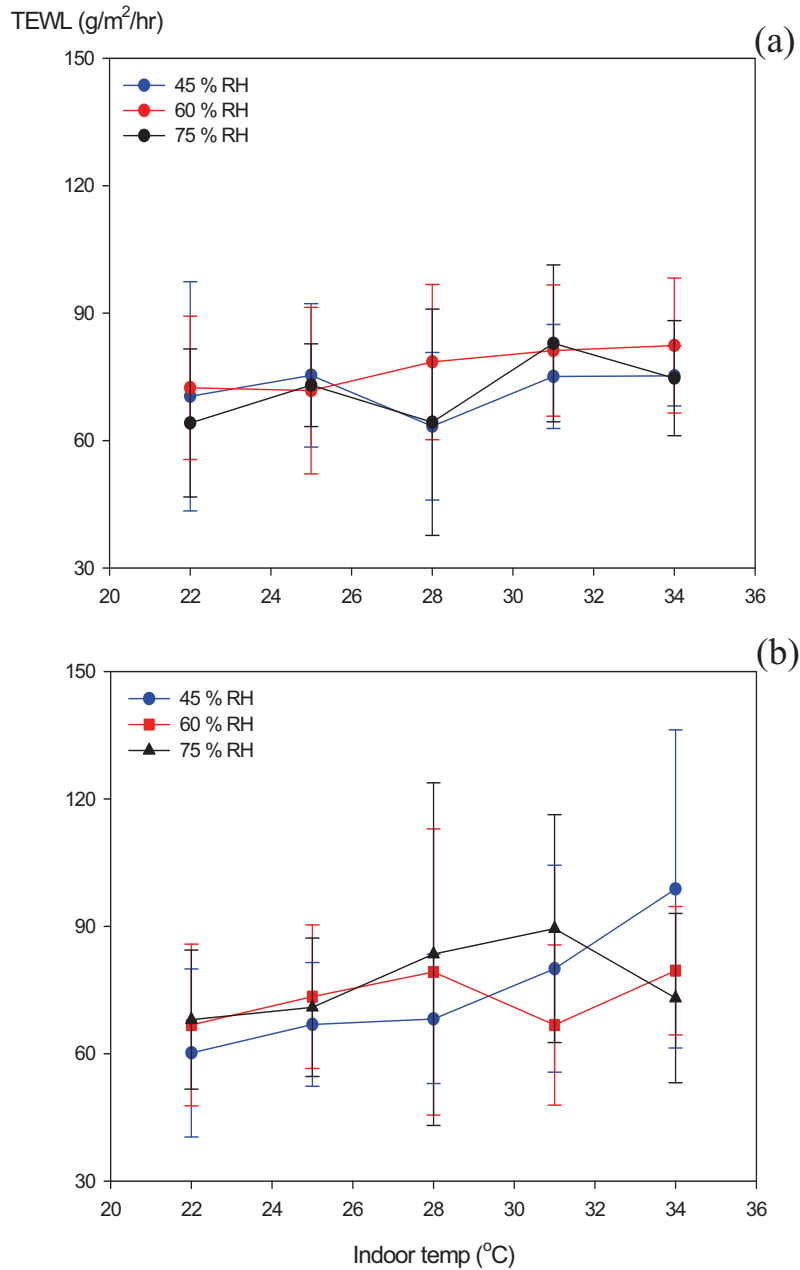 TEWL (g/m²/hr)
(a)
150
45 % RH
60 % RH
75 % RH
120
90
60
30
20 22 24 26 28 30 32 34 36
(b)
150
45 % RH
60 % RH
75 % RH
120
90
60
30
20 22 24 26 28 30 32 34 36
Indoor temp (°C)